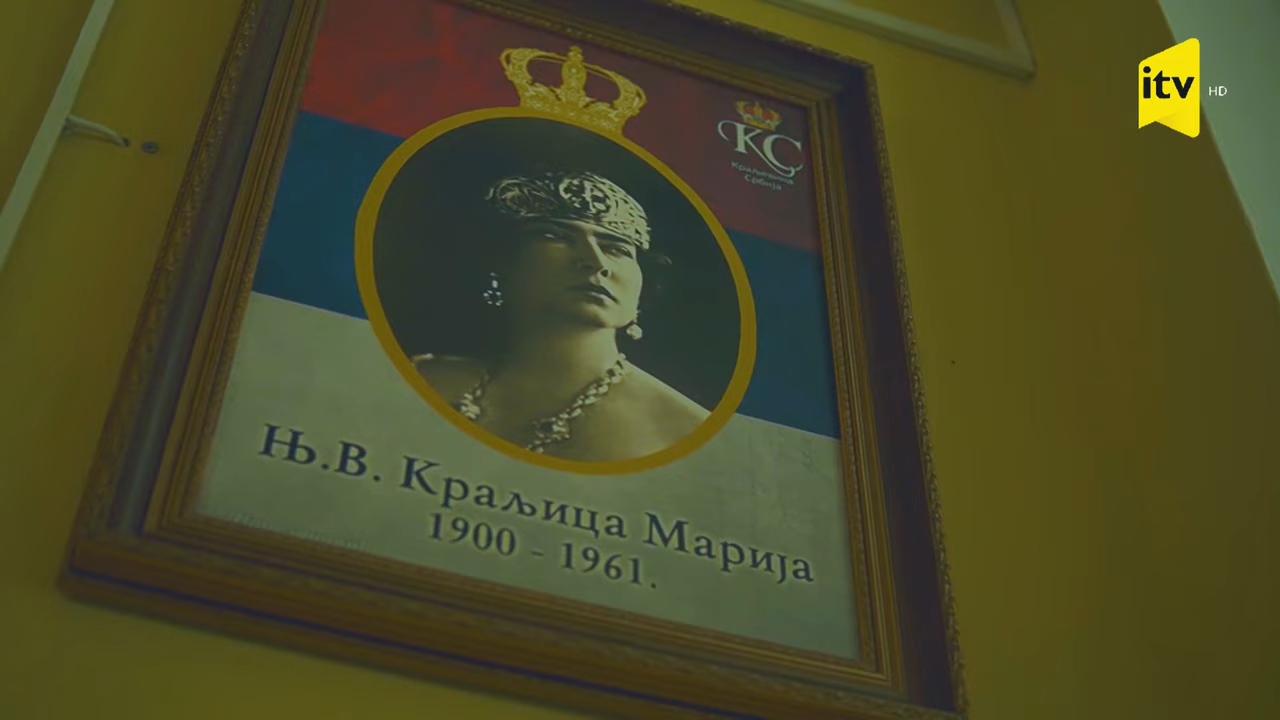 itv HD
КС
Краљевина
Србија
Њ.В. Краљица Марија
1900 - 1961.